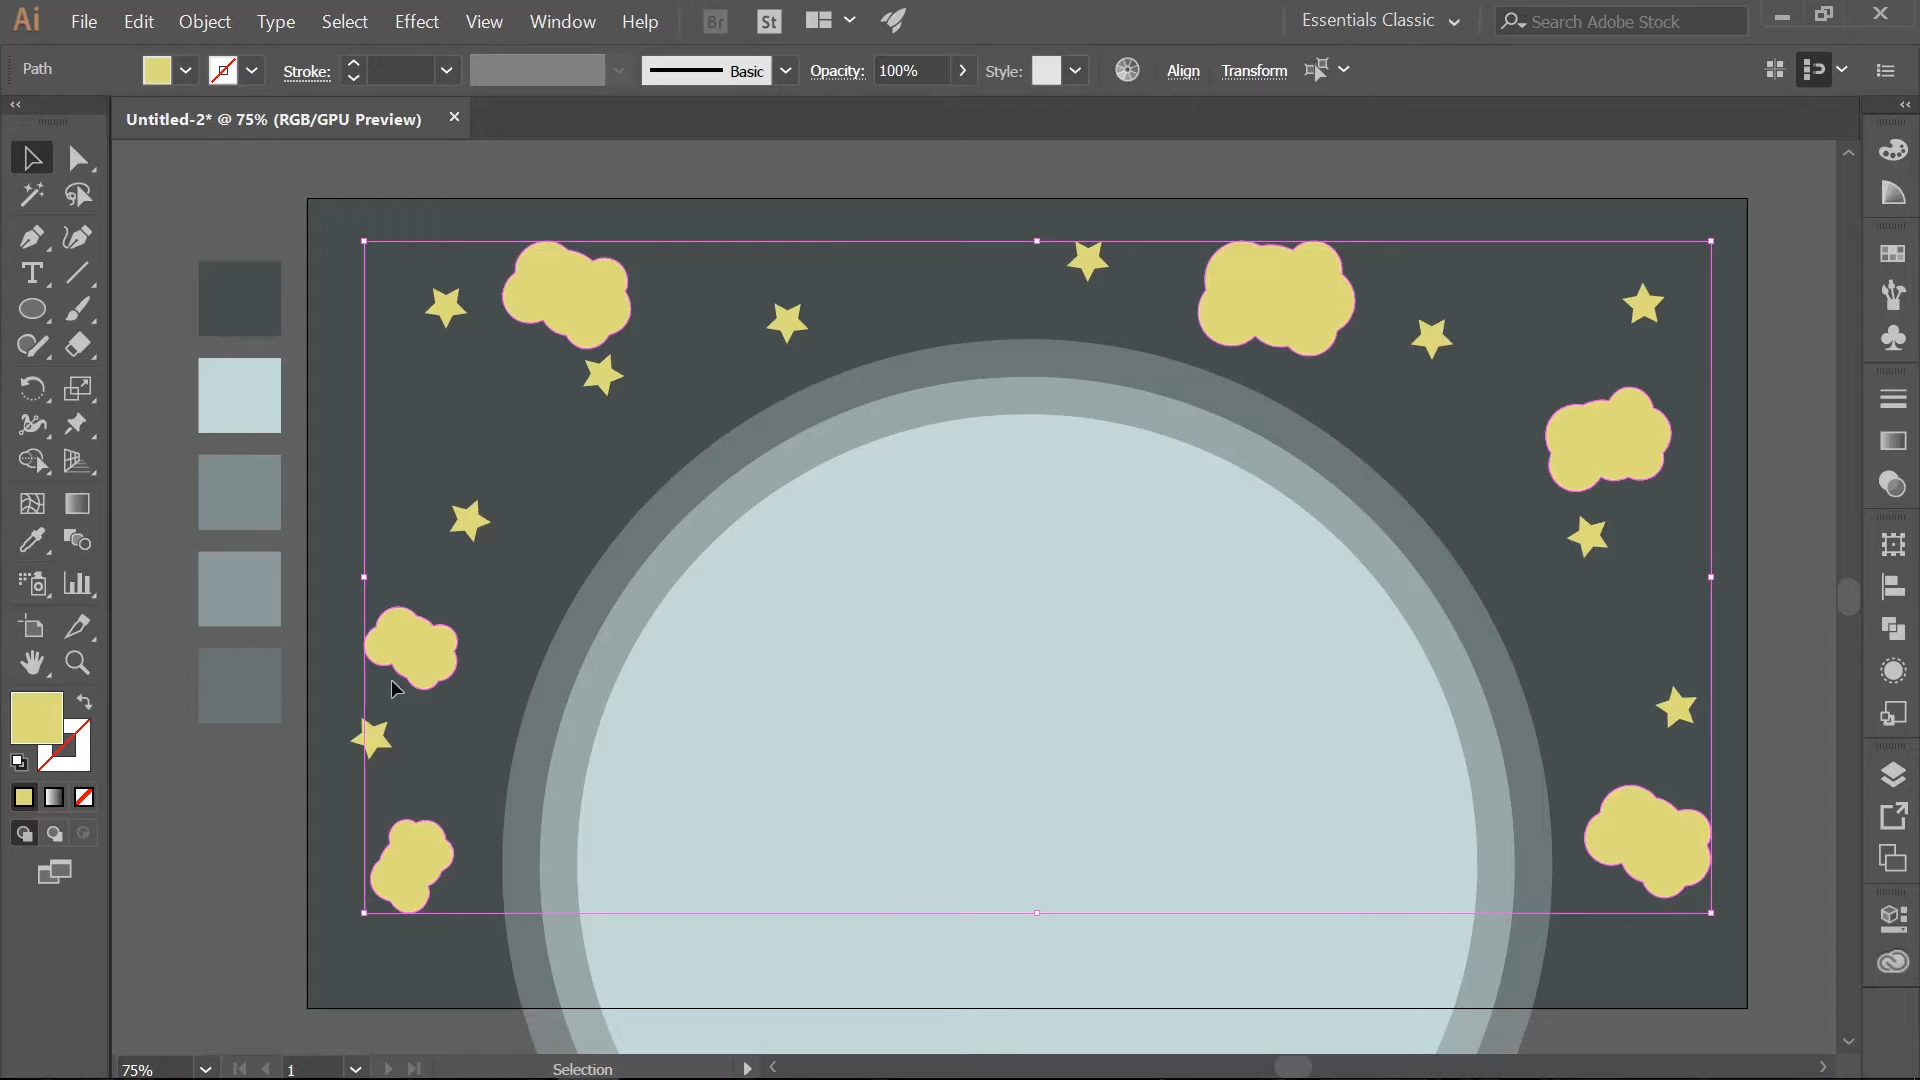 Ai File Edit Object Type Select Effect View Window Help Br St Essentials Classic Search Adobe Stock
Path Stroke: Basic Opacity: 100% Style: Align Transform
Untitled-2* @ 75% (RGB/GPU Preview)
T
75% 1 Selection